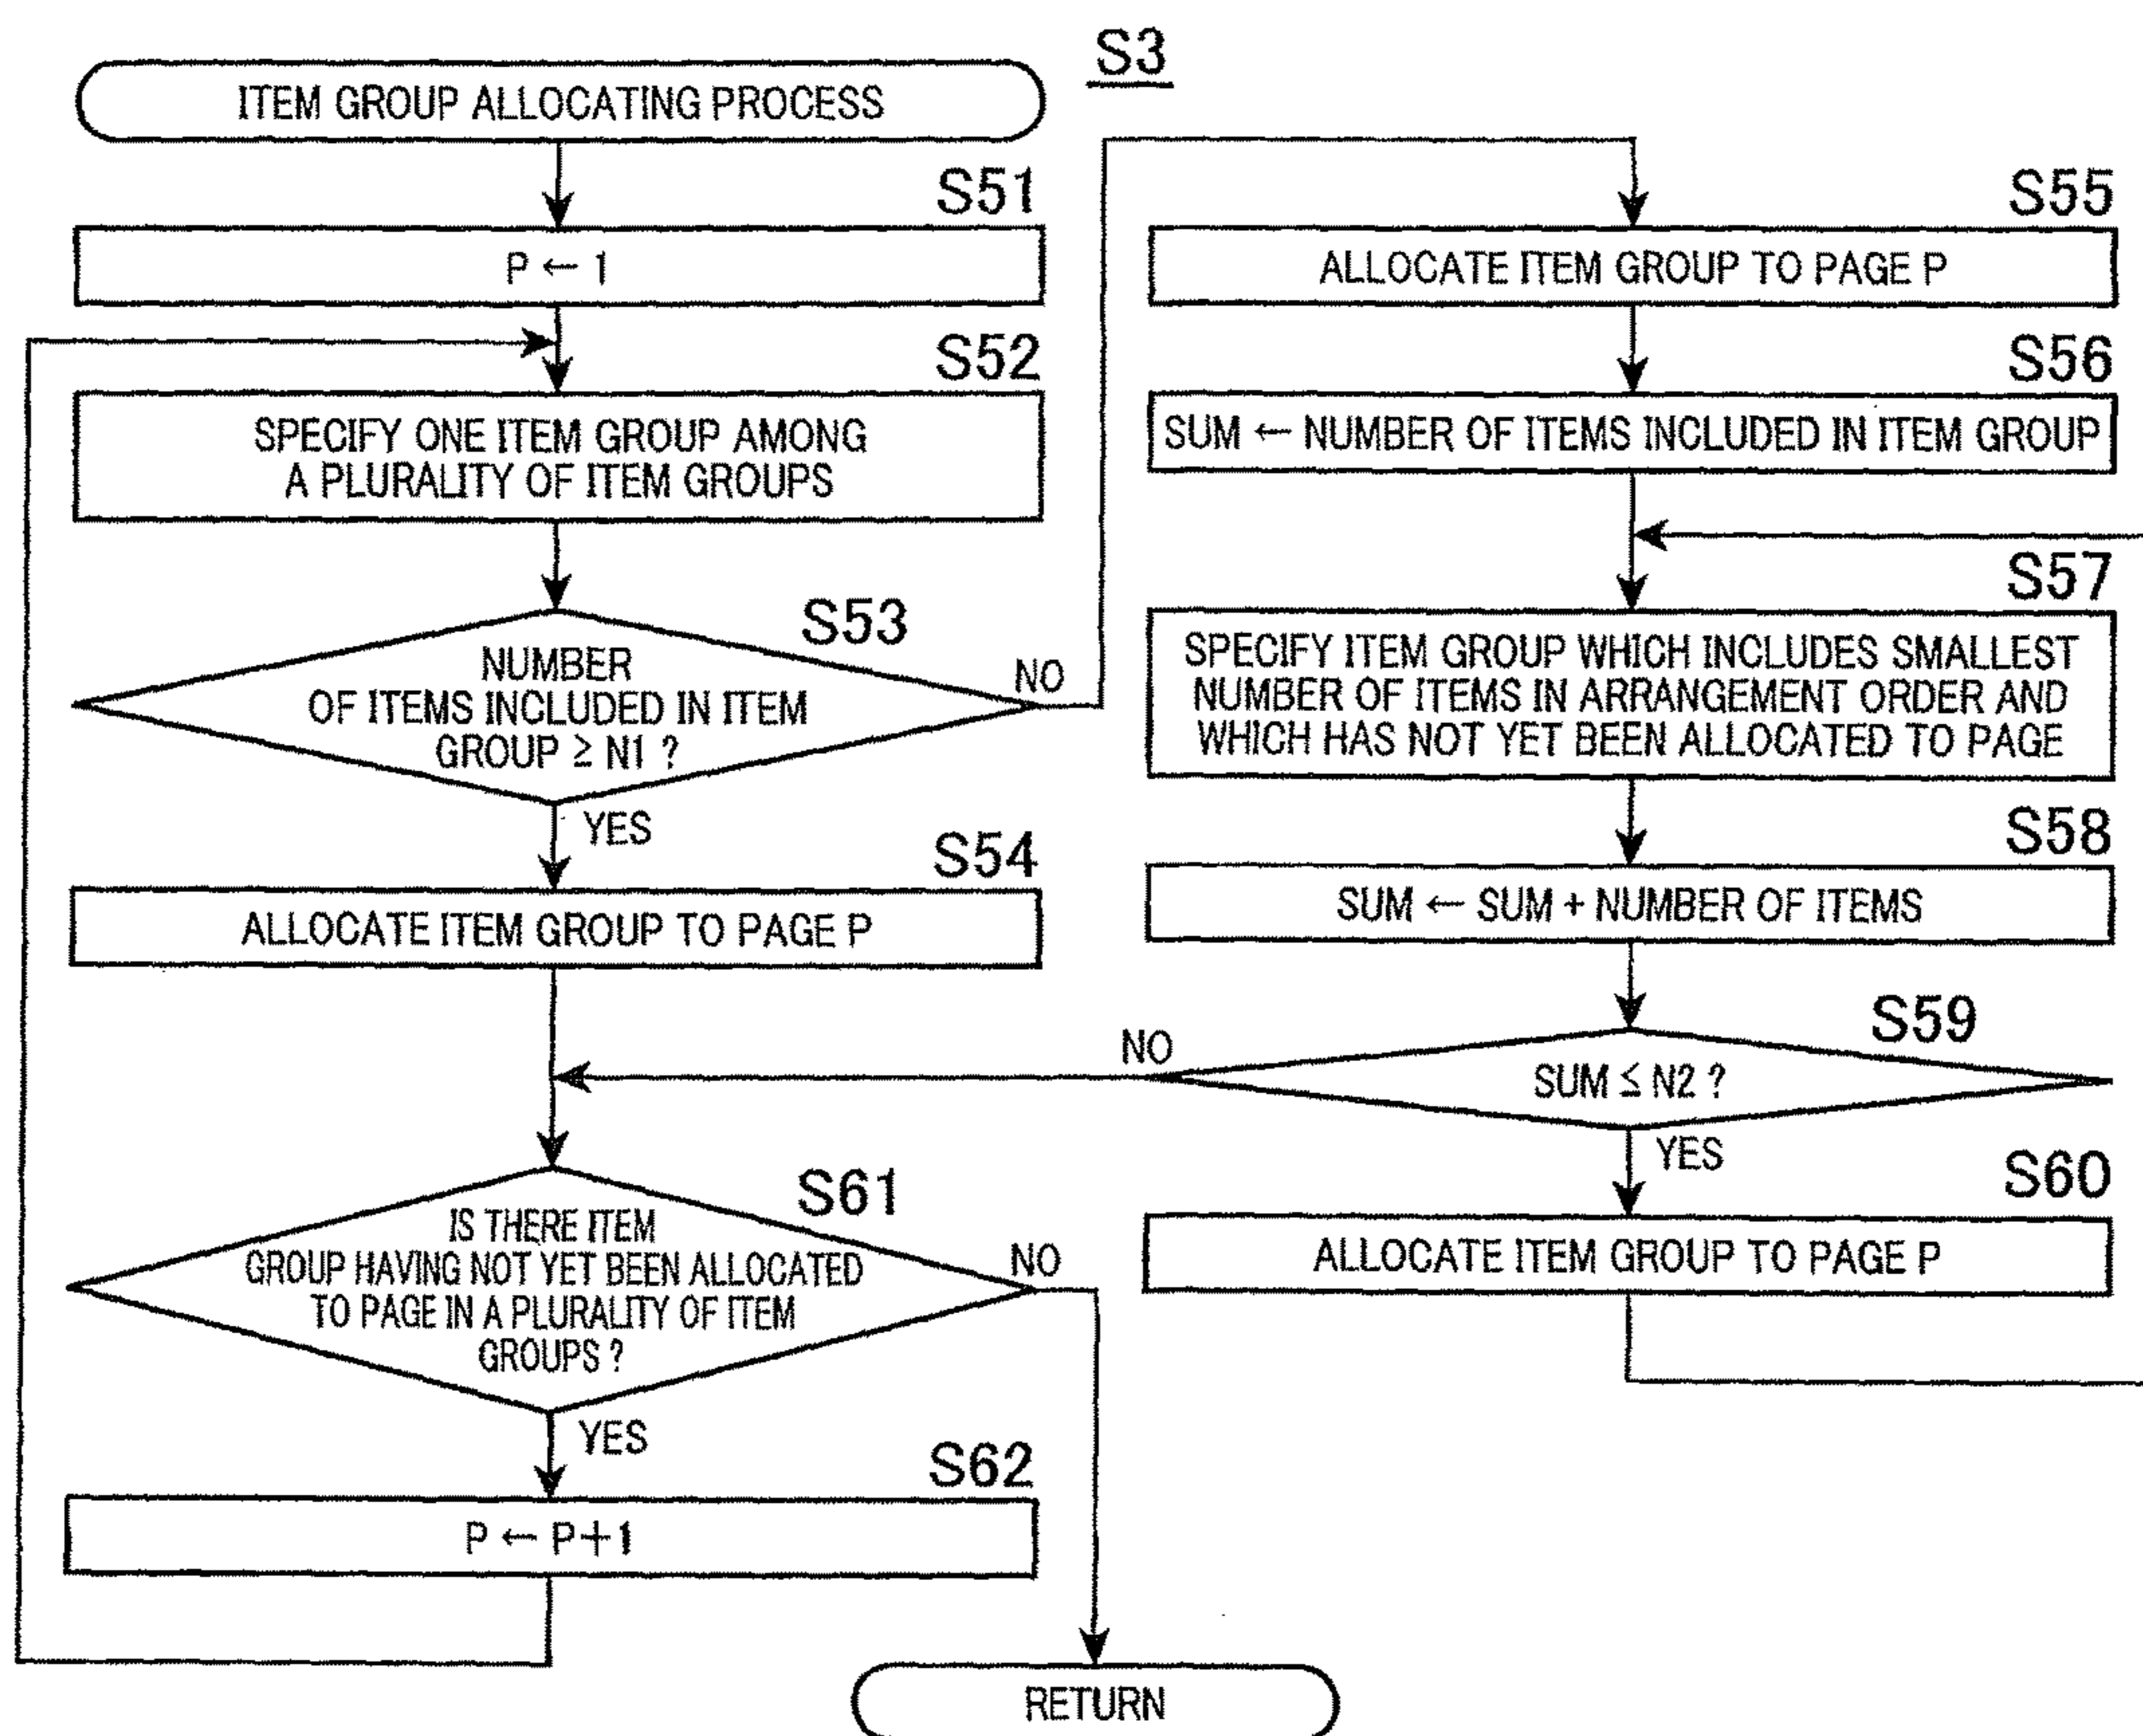 S3
ITEM GROUP ALLOCATING PROCESS
S51
P ← 1
S52
SPECIFY ONE ITEM GROUP AMONG
A PLURALITY OF ITEM GROUPS
S53
NUMBER
OF ITEMS INCLUDED IN ITEM
GROUP ≥ N1 ?
NO
YES
S54
ALLOCATE ITEM GROUP TO PAGE P
S61
IS THERE ITEM
GROUP HAVING NOT YET BEEN ALLOCATED
TO PAGE IN A PLURALITY OF ITEM
GROUPS ?
NO
YES
S62
P ← P+1
S55
ALLOCATE ITEM GROUP TO PAGE P
S56
SUM ← NUMBER OF ITEMS INCLUDED IN ITEM GROUP
S57
SPECIFY ITEM GROUP WHICH INCLUDES SMALLEST
NUMBER OF ITEMS IN ARRANGEMENT ORDER AND
WHICH HAS NOT YET BEEN ALLOCATED TO PAGE
S58
SUM ← SUM + NUMBER OF ITEMS
S59
NO
SUM ≤ N2 ?
YES
S60
ALLOCATE ITEM GROUP TO PAGE P
RETURN